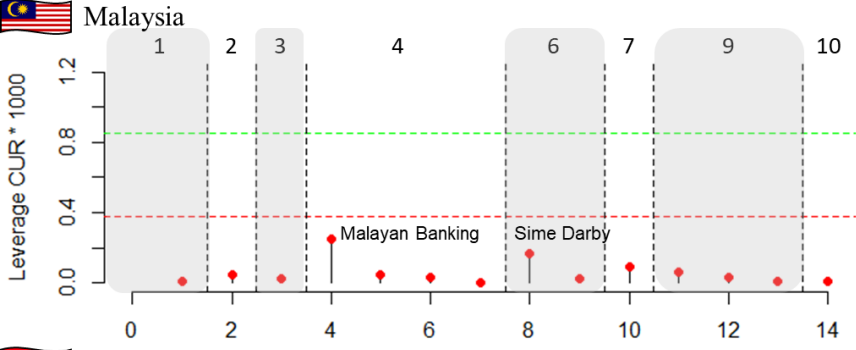 Malaysia
1 2 3 4 6 7 9 10
Leverage CUR * 1000
1.2
0.8
0.4
0.0
Malayan Banking
Sime Darby
0 2 4 6 8 10 12 14